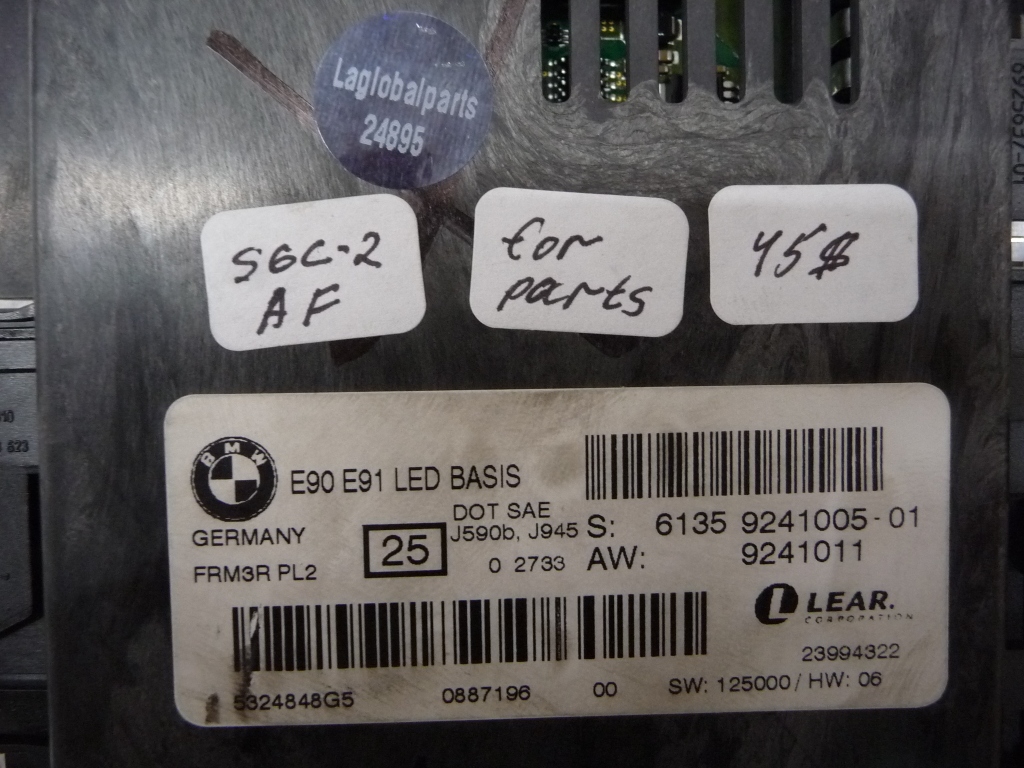 Laglobalparts
24895
SGC-2
AF
for
parts
45$
BMW
E90 E91 LED BASIS
GERMANY
25
DOT SAE
J590b, J945
0 2733
FRM3R PL2
S: 6135 9241005-01
AW: 9241011
L LEAR.
CORPORATION
23994322
5324848G5 0887196 00 SW: 125000 / HW: 06